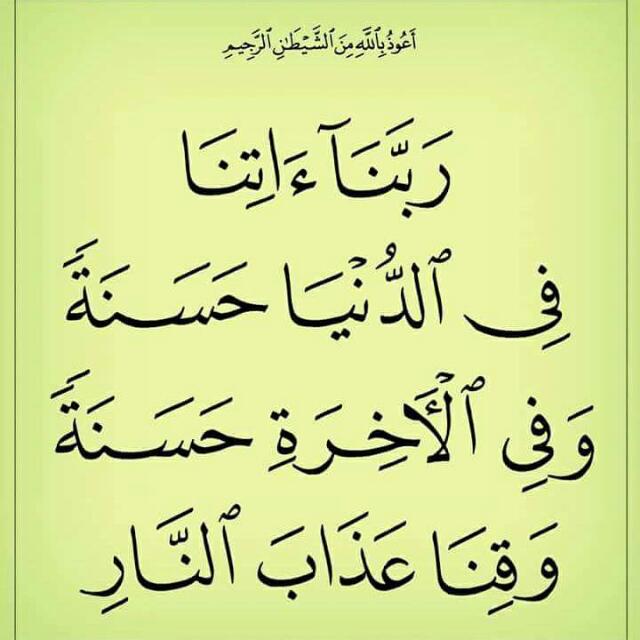 أَعُوذُ بِٱللَّهِ مِنَ ٱلشَّيْطَٰنِ ٱلرَّجِيمِ
رَبَّنَآ ءَاتِنَا
فِى ٱلدُّنْيَا حَسَنَةً
وَفِى ٱلْأَخِرَةِ حَسَنَةً
وَقِنَا عَذَابَ ٱلنَّارِ